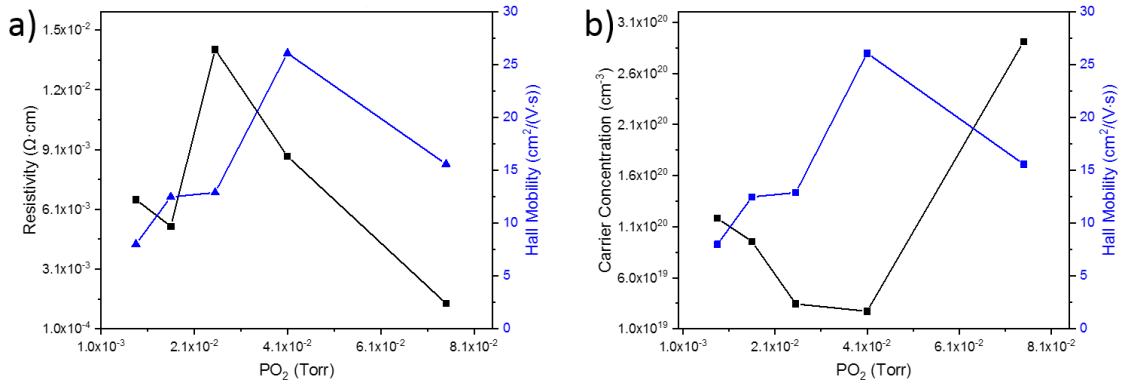 a)
Resistivity (Ω·cm)
1.5x10⁻²
1.2x10⁻²
9.1x10⁻³
6.1x10⁻³
3.1x10⁻³
1.0x10⁻⁴
30
25
20
15
10
5
0
Hall Mobility (cm²/(V·s))
1.0x10⁻³
2.1x10⁻²
4.1x10⁻²
6.1x10⁻²
8.1x10⁻²
PO₂ (Torr)
b)
Carrier Concentration (cm⁻³)
3.1x10²⁰
2.6x10²⁰
2.1x10²⁰
1.6x10²⁰
1.1x10²⁰
6.0x10¹⁹
1.0x10¹⁹
30
25
20
15
10
5
0
Hall Mobility (cm²/(V·s))
1.0x10⁻³
2.1x10⁻²
4.1x10⁻²
6.1x10⁻²
8.1x10⁻²
PO₂ (Torr)